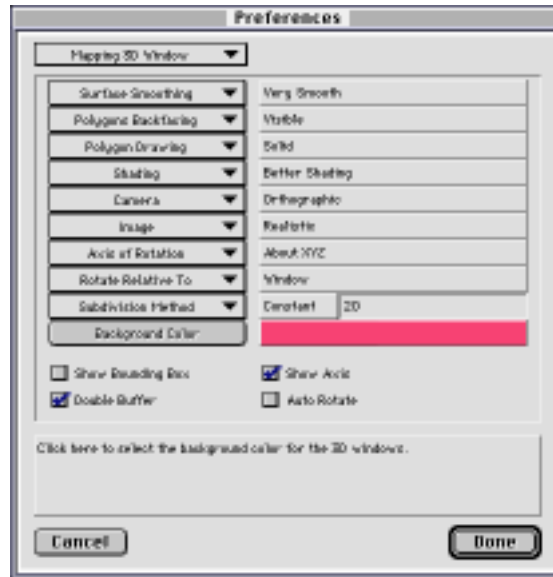 Preferences
Mapping 3D Window
Surface Smoothing Very Smooth
Polygons Backfacing Visible
Polygon Drawing Solid
Shading Better Shading
Camera Orthographic
Image Realistic
Axis of Rotation About XYZ
Rotate Relative To Window
Subdivision Method Constant 20
Background Color
Show Bounding Box Show Axis
Double Buffer Auto Rotate
Click here to select the background color for the 3D windows.
Cancel Done